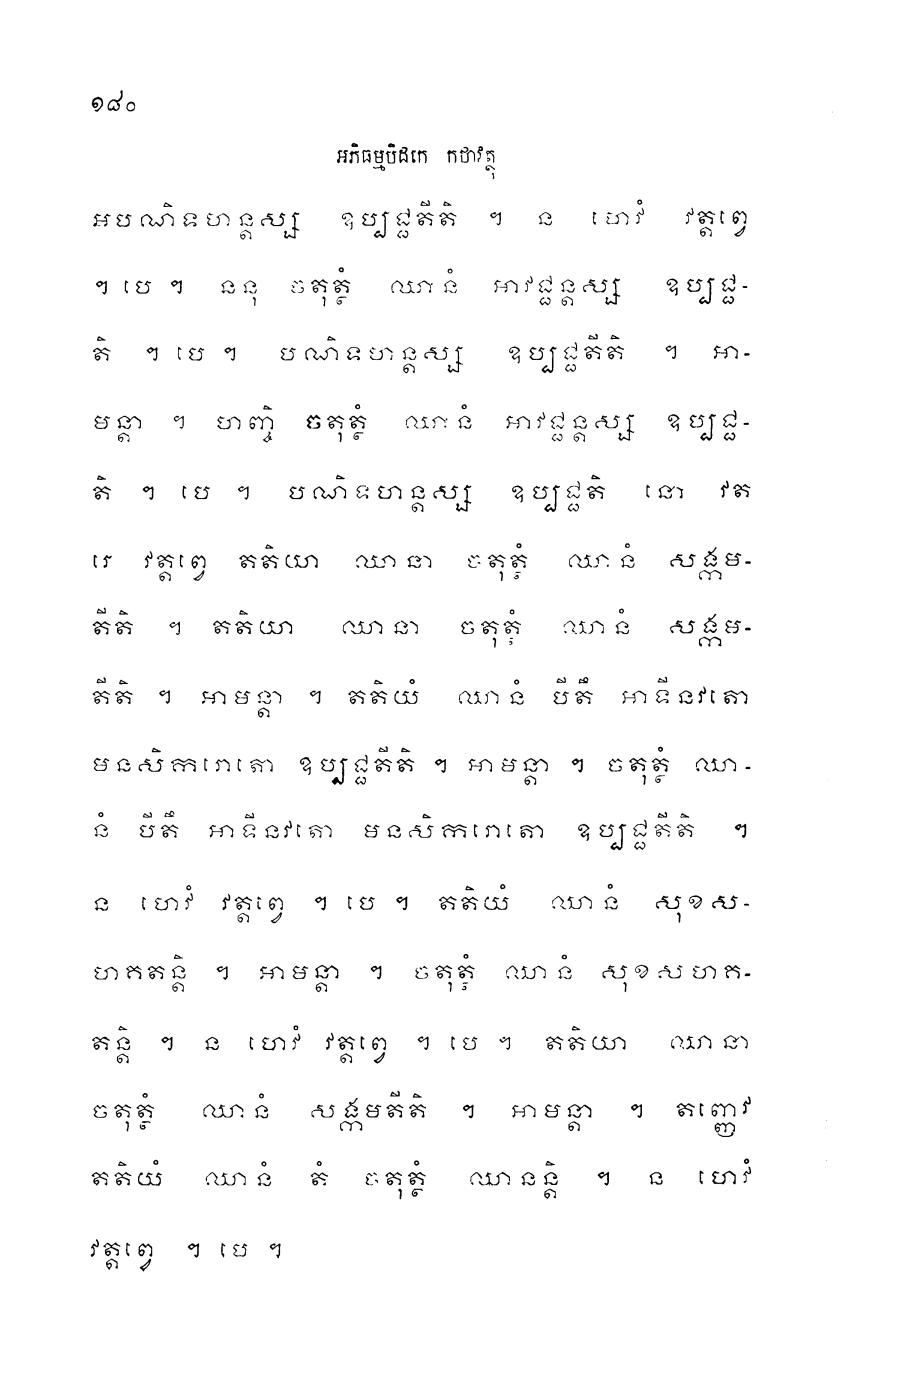 ១៨០
អភិធម្មបិដកេ កថាវត្ថុ
អបណិទហន្តស្ស ឧប្បជ្ជតីតិ ។ ន ហេវំ វត្តព្វេ
។ បេ ។ ននុ ចតុត្ថំ ឈានំ អាវជ្ជន្តស្ស ឧប្បជ្ជ-
តិ ។ បេ ។ បណិទហន្តស្ស ឧប្បជ្ជតីតិ ។ អា-
មន្តា ។ ហញ្ចិ ចតុត្ថំ ឈានំ អាវជ្ជន្តស្ស ឧប្បជ្ជ-
តិ ។ បេ ។ បណិទហន្តស្ស ឧប្បជ្ជតិ នោ វត
រេ វត្តព្វេ តតិយា ឈានា ចតុត្ថំ ឈានំ សង្កម-
តីតិ ។ តតិយា ឈានា ចតុត្ថំ ឈានំ សង្កម-
តីតិ ។ អាមន្តា ។ តតិយំ ឈានំ បីតឹ អាទីនវតោ
មនសិការោតោ ឧប្បជ្ជតីតិ ។ អាមន្តា ។ ចតុត្ថំ ឈា-
នំ បីតឹ អាទីនវតោ មនសិការោតោ ឧប្បជ្ជតីតិ ។
ន ហេវំ វត្តព្វេ ។ បេ ។ តតិយំ ឈានំ សុខស-
ហកតន្តិ ។ អាមន្តា ។ ចតុត្ថំ ឈានំ សុខសហក-
តន្តិ ។ ន ហេវំ វត្តព្វេ ។ បេ ។ តតិយា ឈានា
ចតុត្ថំ ឈានំ សង្កមតីតិ ។ អាមន្តា ។ តញ្ញេវ
តតិយំ ឈានំ តំ ចតុត្ថំ ឈានន្តិ ។ ន ហេវំ
វត្តព្វេ ។ បេ ។